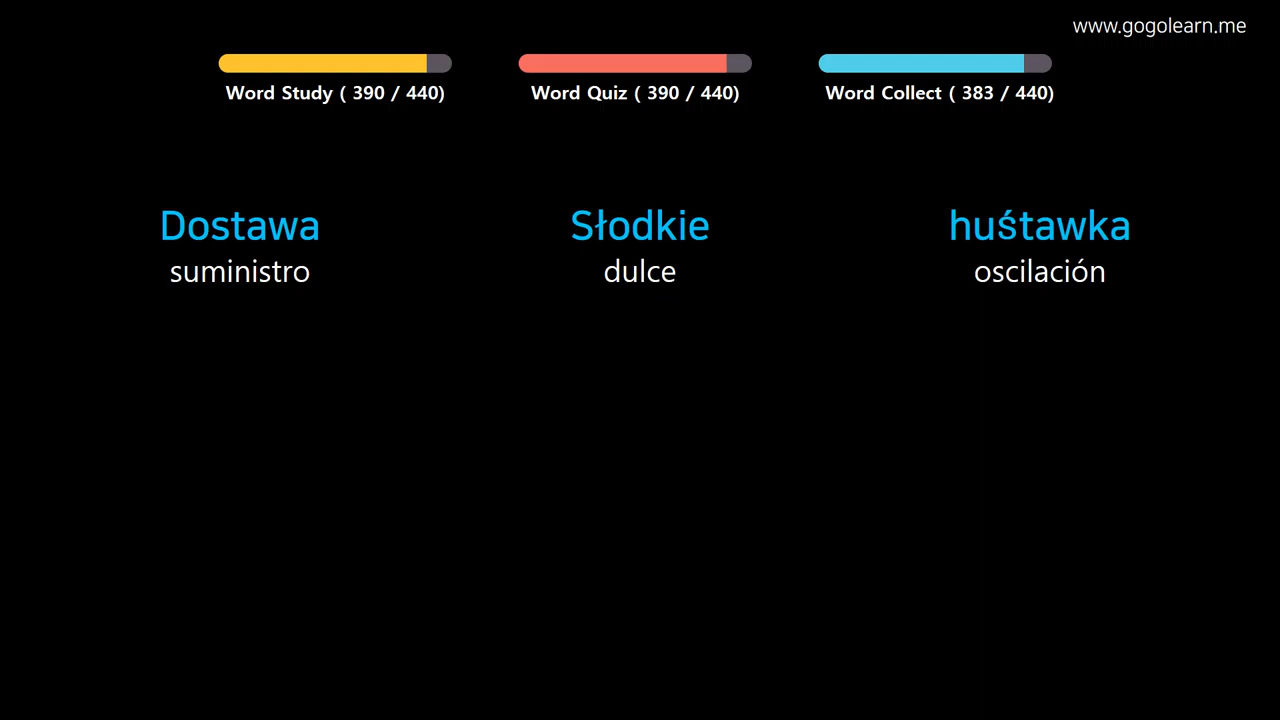 www.gogolearn.me
Word Study ( 390 / 440)
Word Quiz ( 390 / 440)
Word Collect ( 383 / 440)
Dostawa
suministro
Słodkie
dulce
huśtawka
oscilación